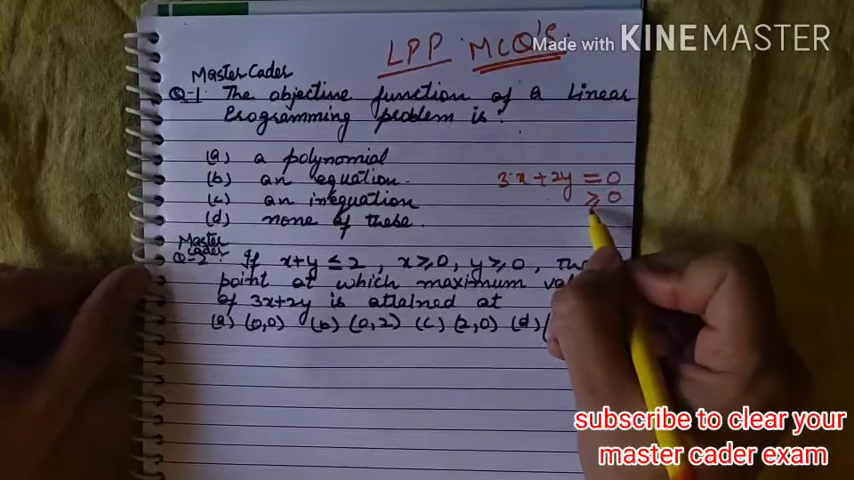 LPP MCQ'S
Made with KINEMASTER
Master Cader
Q-1 The objective function of a Linear
Programming problem is?
(a) a polynomial
(b) an equation.
(c) an inequation
(d) none of these.
3x + 2y = 0
≥ 0
Master
Cader
Q-2. If x+y ≤ 2, x≥0, y≥0, The
point at which maximum
of 3x+2y is attained at
(a) (0,0) (b) (0,2) (c) (2,0) (d)
subscribe to clear your
master cader exam